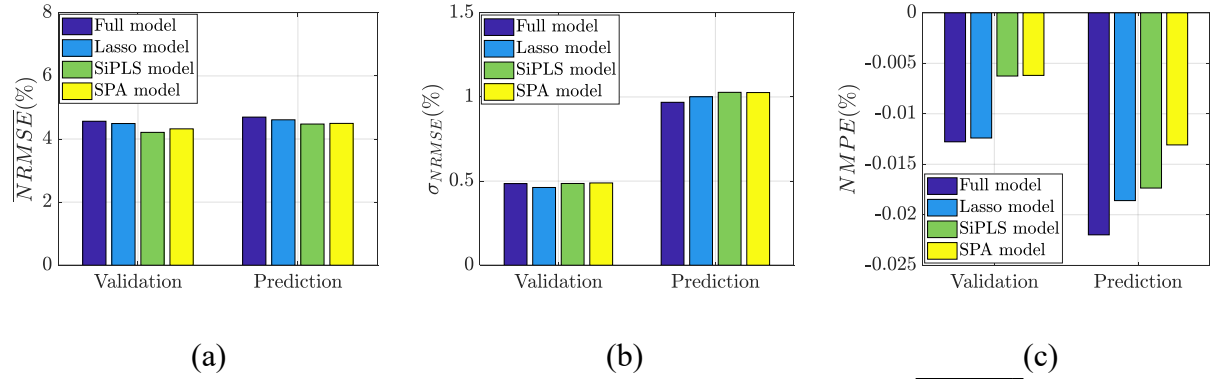 8
6
4
2
0
NRMSE(%)
Full model
Lasso model
SiPLS model
SPA model
Validation
Prediction
(a)
1.5
1
0.5
0
σNRMSE(%)
Full model
Lasso model
SiPLS model
SPA model
Validation
Prediction
(b)
0
-0.005
-0.01
-0.015
-0.02
-0.025
NMPE(%)
Full model
Lasso model
SiPLS model
SPA model
Validation
Prediction
(c)